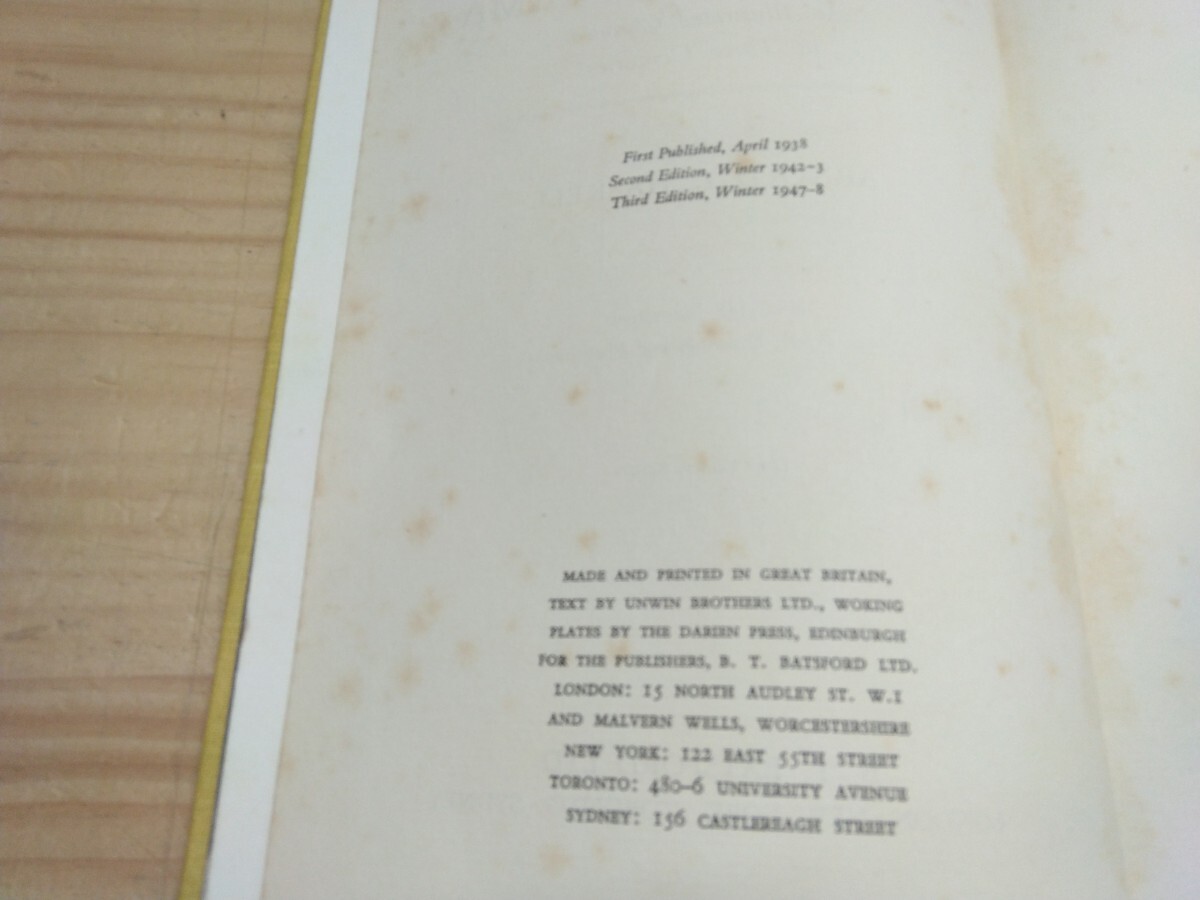 First Published, April 1938
Second Edition, Winter 1942–3
Third Edition, Winter 1947–8
MADE AND PRINTED IN GREAT BRITAIN,
TEXT BY UNWIN BROTHERS LTD., WOKING
PLATES BY THE DARIEN PRESS, EDINBURGH
FOR THE PUBLISHERS, B. T. BATSFORD LTD.
LONDON: 15 NORTH AUDLEY ST. W.1
AND MALVERN WELLS, WORCESTERSHIRE
NEW YORK: 122 EAST 55TH STREET
TORONTO: 480–6 UNIVERSITY AVENUE
SYDNEY: 156 CASTLEREAGH STREET